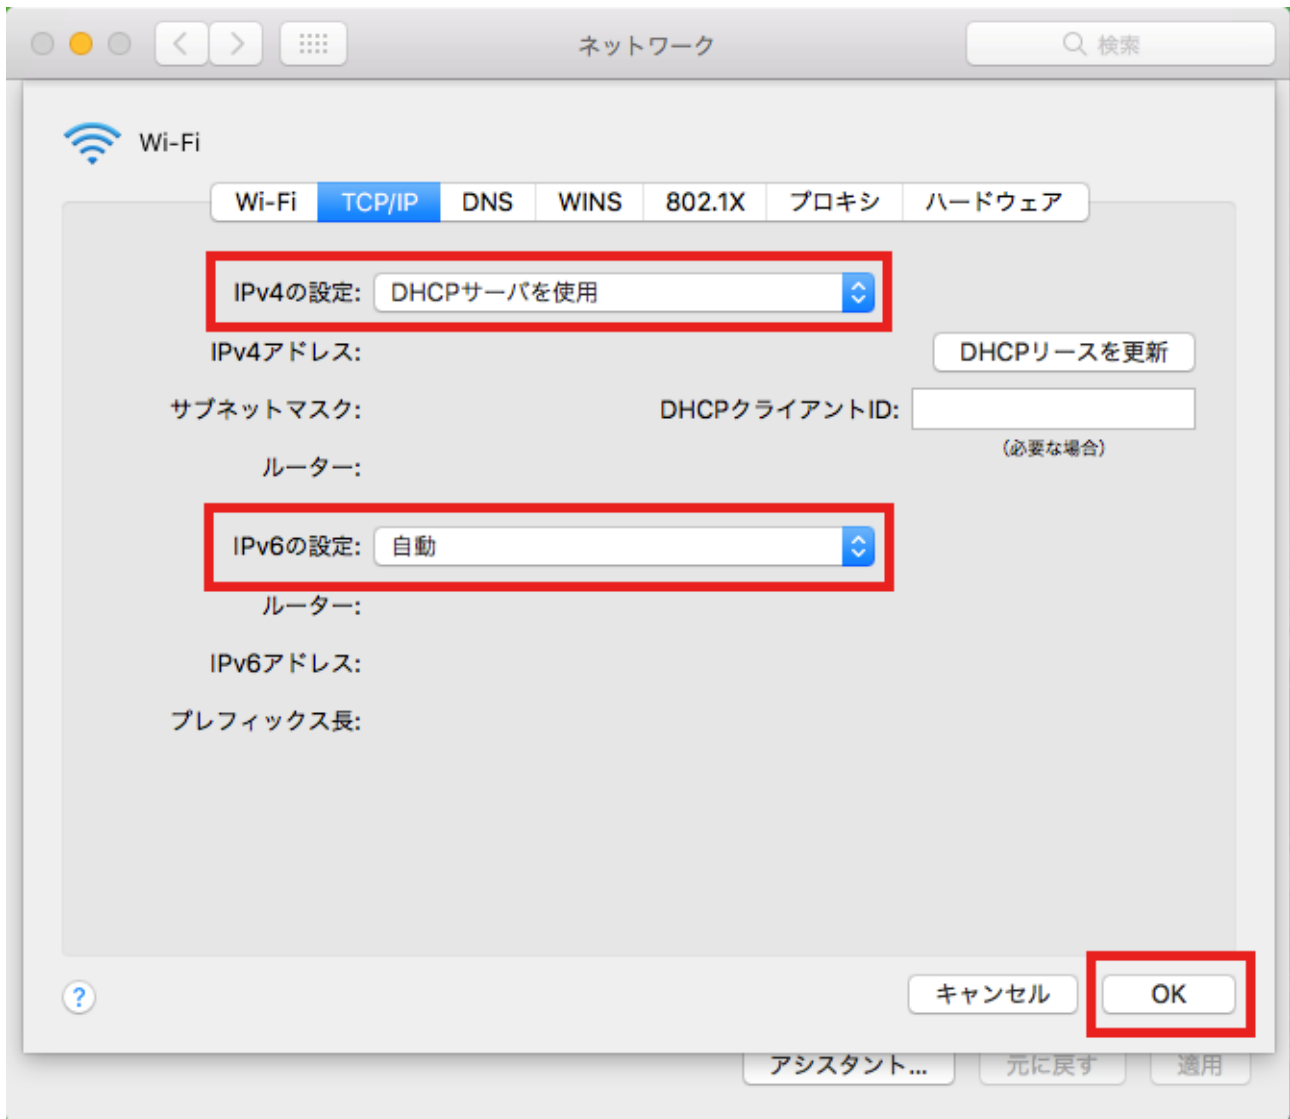 ネットワーク
検索
Wi-Fi
Wi-Fi TCP/IP DNS WINS 802.1X プロキシ ハードウェア
IPv4の設定: DHCPサーバを使用
IPv4アドレス: DHCPリースを更新
サブネットマスク: DHCPクライアントID:
(必要な場合)
ルーター:
IPv6の設定: 自動
ルーター:
IPv6アドレス:
プレフィックス長:
? キャンセル OK
アシスタント... 元に戻す 適用